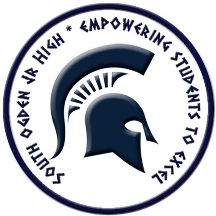 SOUTH OGDEN JR HIGH * EMPOWERING STUDENTS TO EXCEL